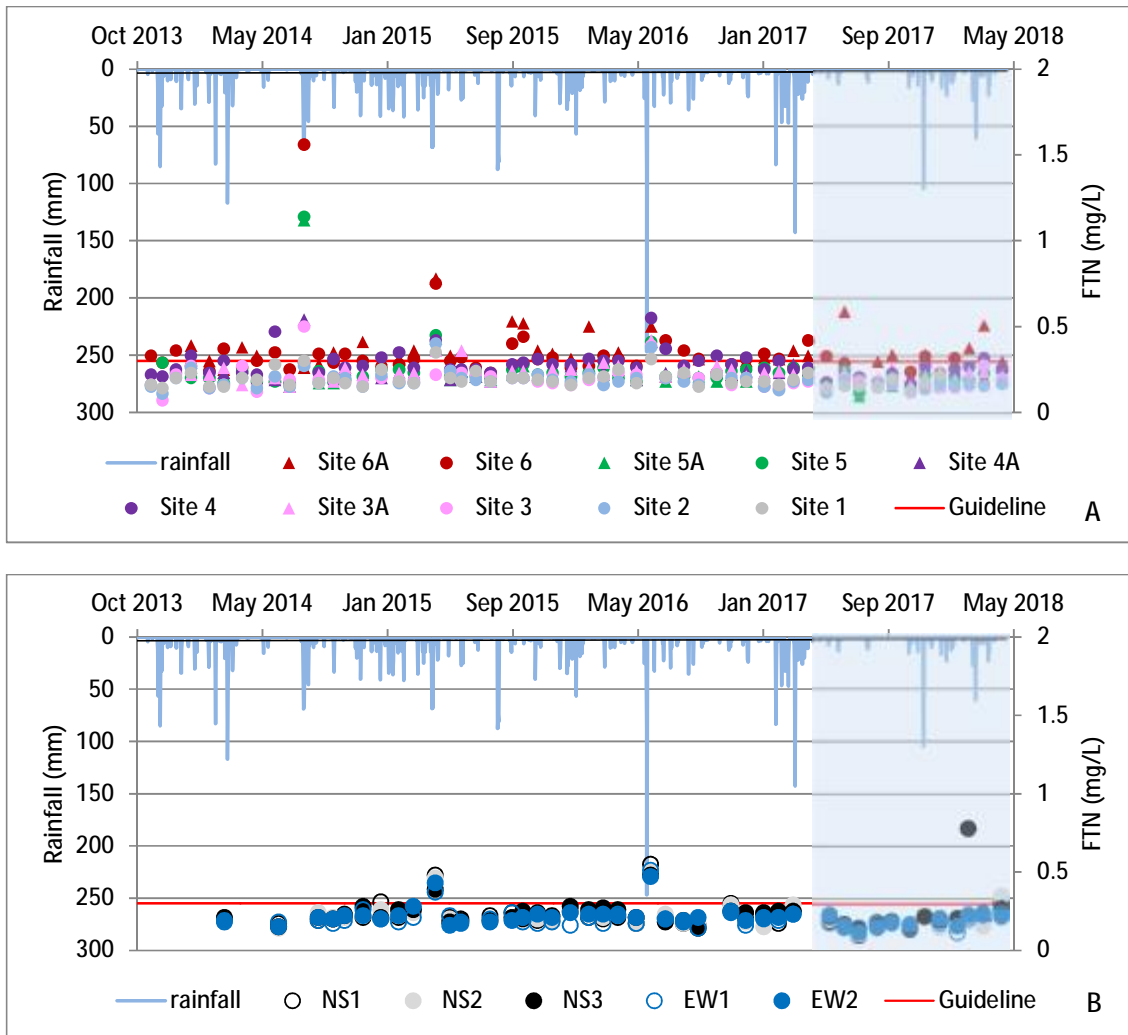 Oct 2013 May 2014 Jan 2015 Sep 2015 May 2016 Jan 2017 Sep 2017 May 2018
0 2
50
1.5
100
150 1
200
0.5
250
300 0
Rainfall (mm)
FTN (mg/L)
rainfall Site 6A Site 6 Site 5A Site 5 Site 4A
Site 4 Site 3A Site 3 Site 2 Site 1 Guideline A
Oct 2013 May 2014 Jan 2015 Sep 2015 May 2016 Jan 2017 Sep 2017 May 2018
0 2
50
1.5
100
150 1
200
0.5
250
300 0
Rainfall (mm)
FTN (mg/L)
rainfall NS1 NS2 NS3 EW1 EW2 Guideline B